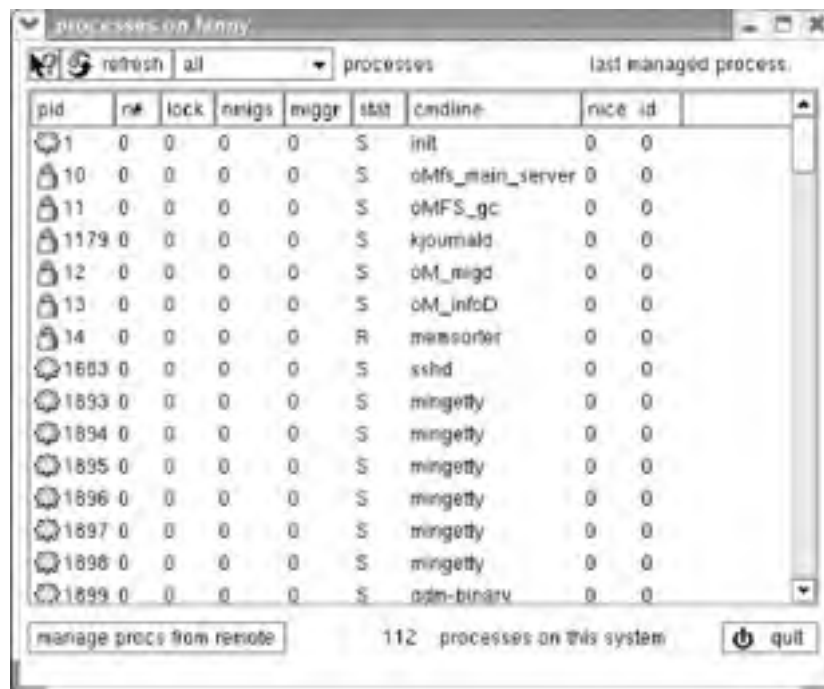 processes on
refresh all processes last managed process.
pid n# lock nmigs miggr stat cmdline nice id
1 0 0 0 0 S init 0 0
10 0 0 0 0 S oMfs_main_server 0 0
11 0 0 0 0 S oMFS_gc 0 0
1179 0 0 0 0 S kjournald 0 0
12 0 0 0 0 S oM_migd 0 0
13 0 0 0 0 S oM_infoD 0 0
14 0 0 0 0 R memsorter 0 0
0 0 0 0 S sshd 0 0
1893 0 0 0 0 S mingetty 0 0
1894 0 0 0 0 S mingetty 0 0
1895 0 0 0 0 S mingetty 0 0
1896 0 0 0 0 S mingetty 0 0
1897 0 0 0 0 S mingetty 0 0
1898 0 0 0 0 S mingetty 0 0
1899 0 0 0 0 S gdm-binary 0 0
manage procs from remote 112 processes on this system quit